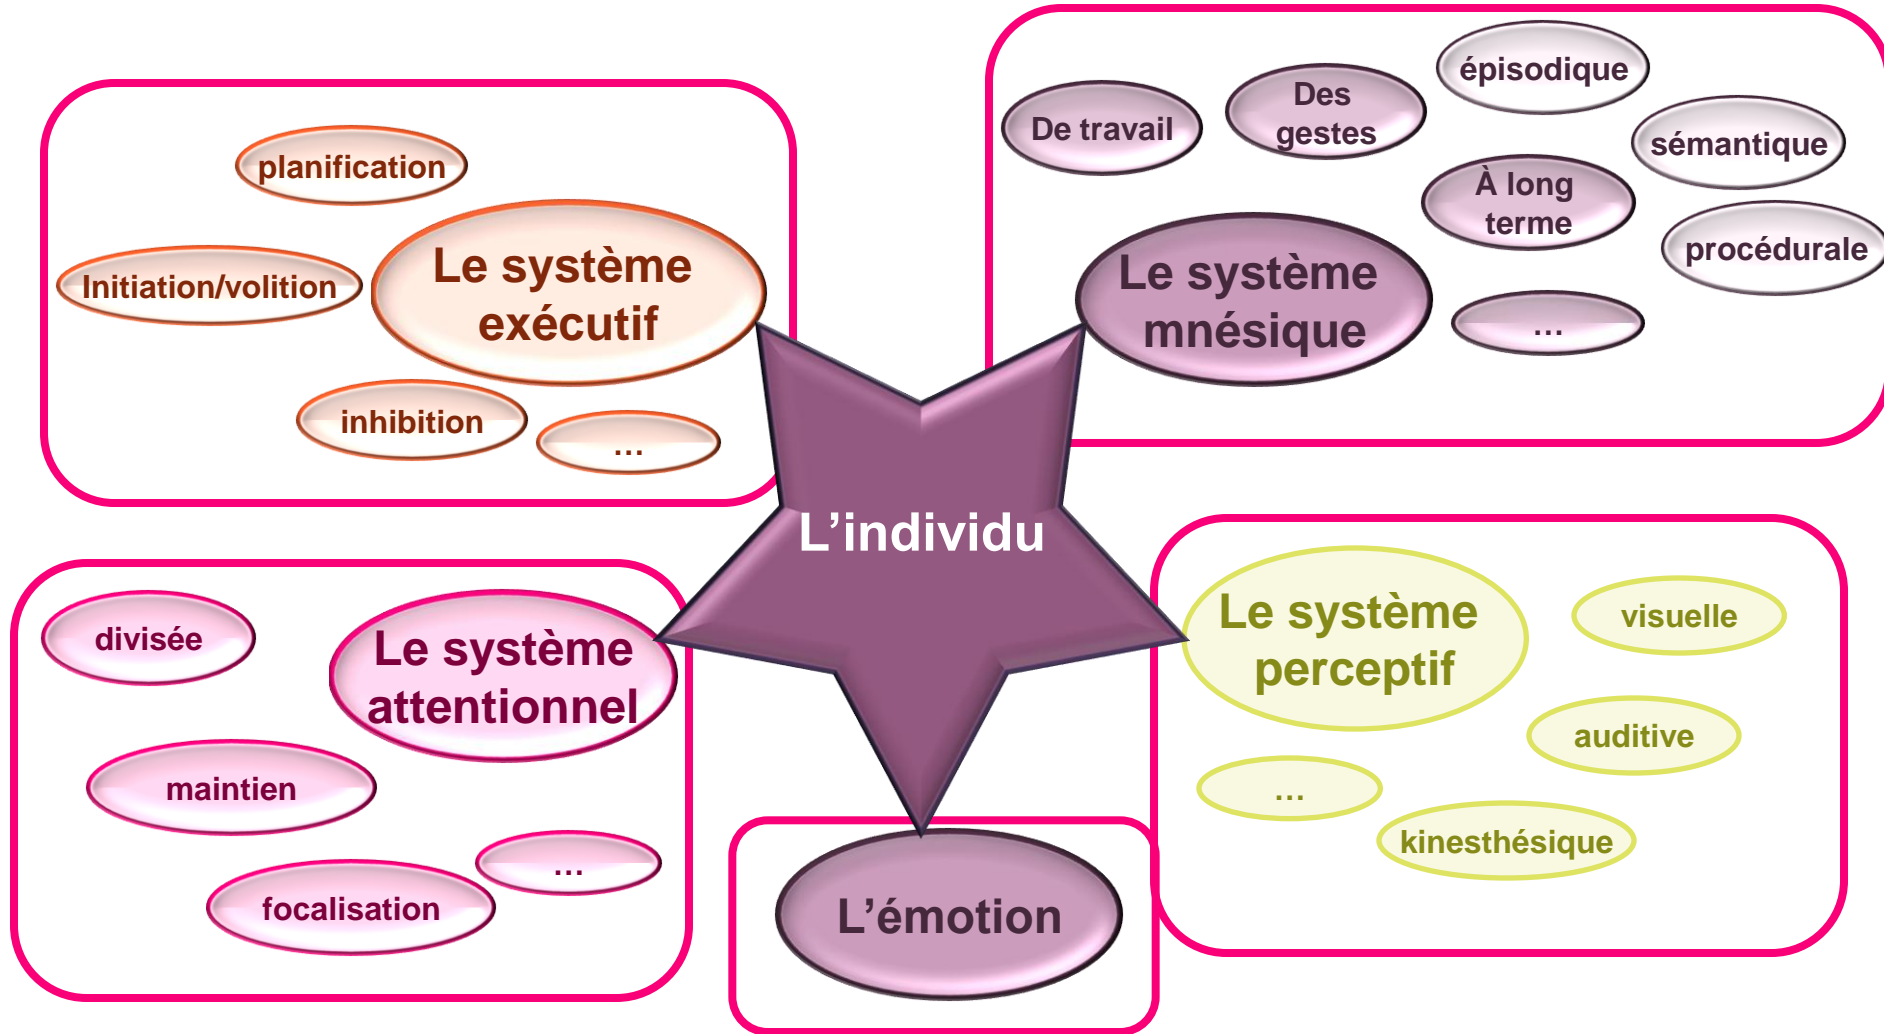 planification
Initiation/volition
Le système
exécutif
inhibition
…
De travail
Des
gestes
épisodique
sémantique
À long
terme
procédurale
Le système
mnésique
…
L’individu
divisée
Le système
attentionnel
maintien
focalisation
…
Le système
perceptif
visuelle
auditive
…
kinesthésique
L’émotion